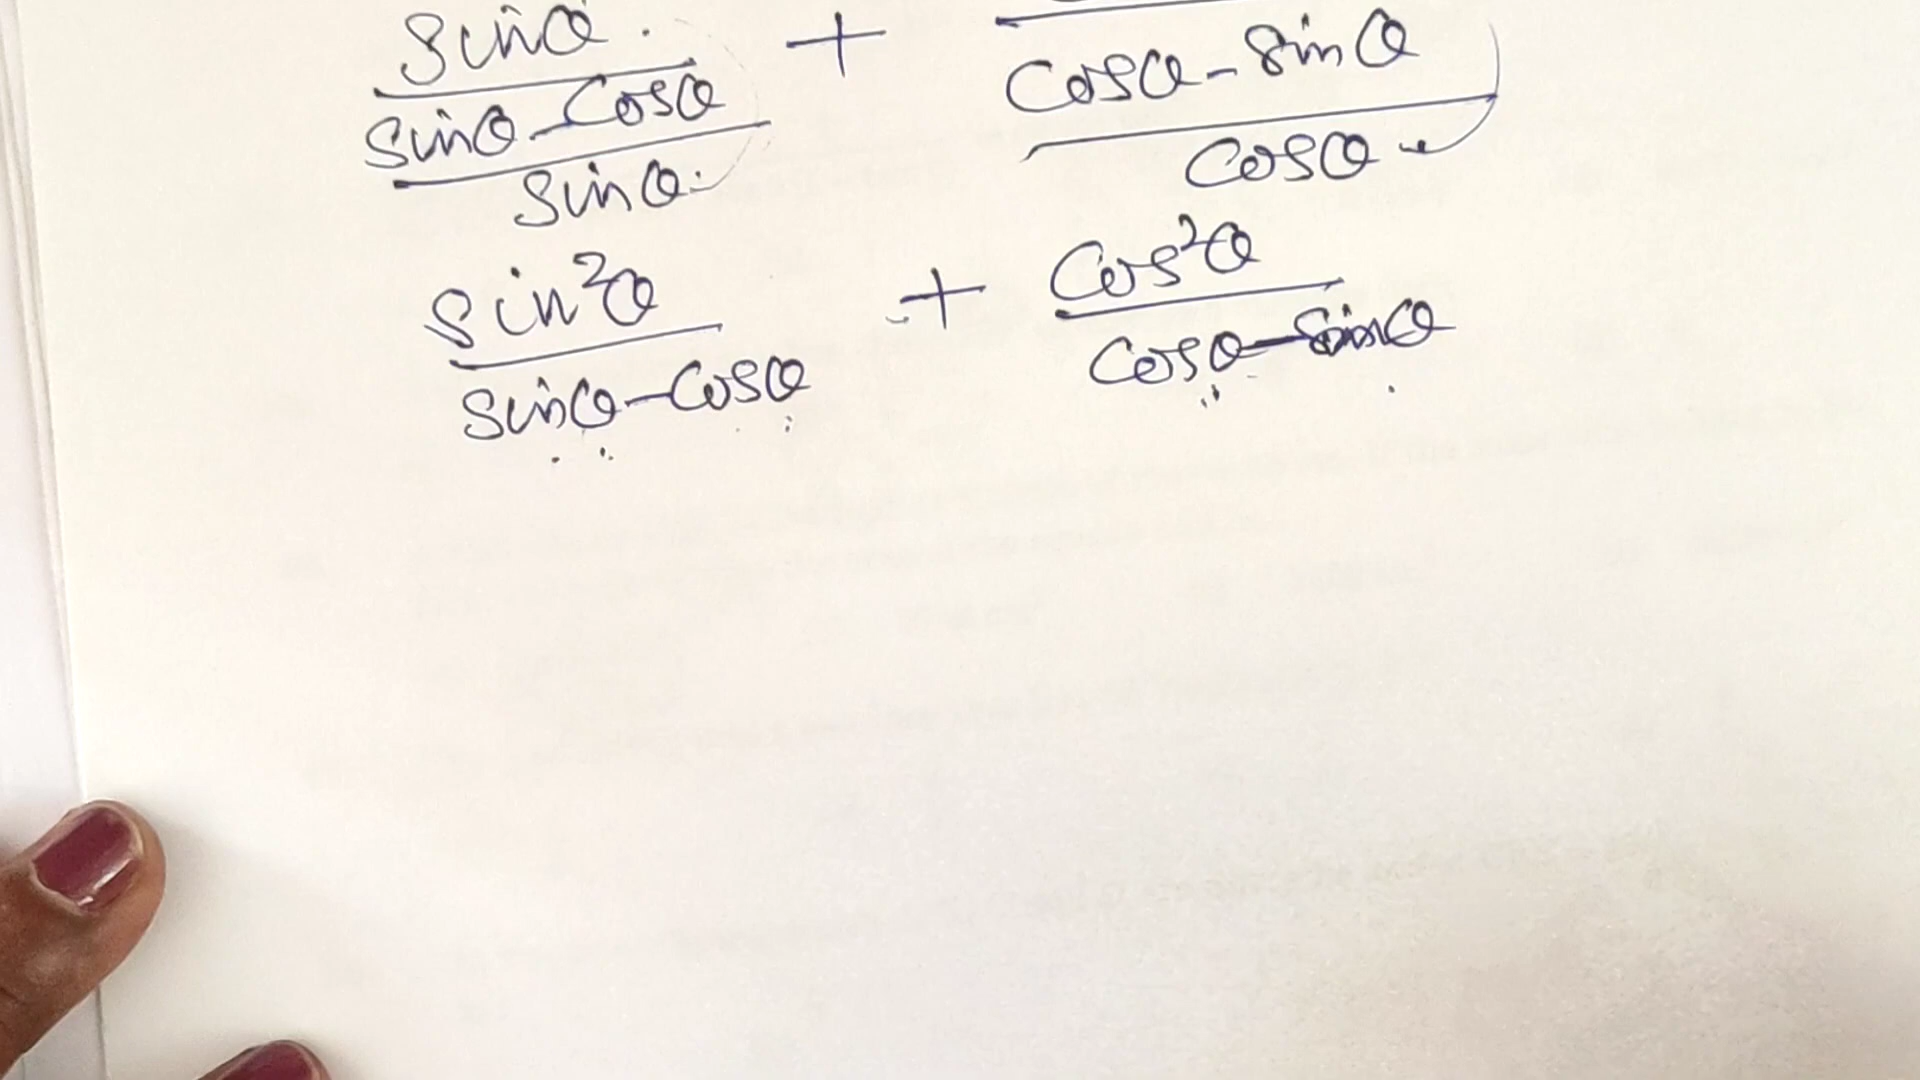 sinθ +
sinθ - cosθ cosθ - sinθ
sinθ cosθ
sin²θ + cos²θ
sinθ - cosθ cosθ - sinθ